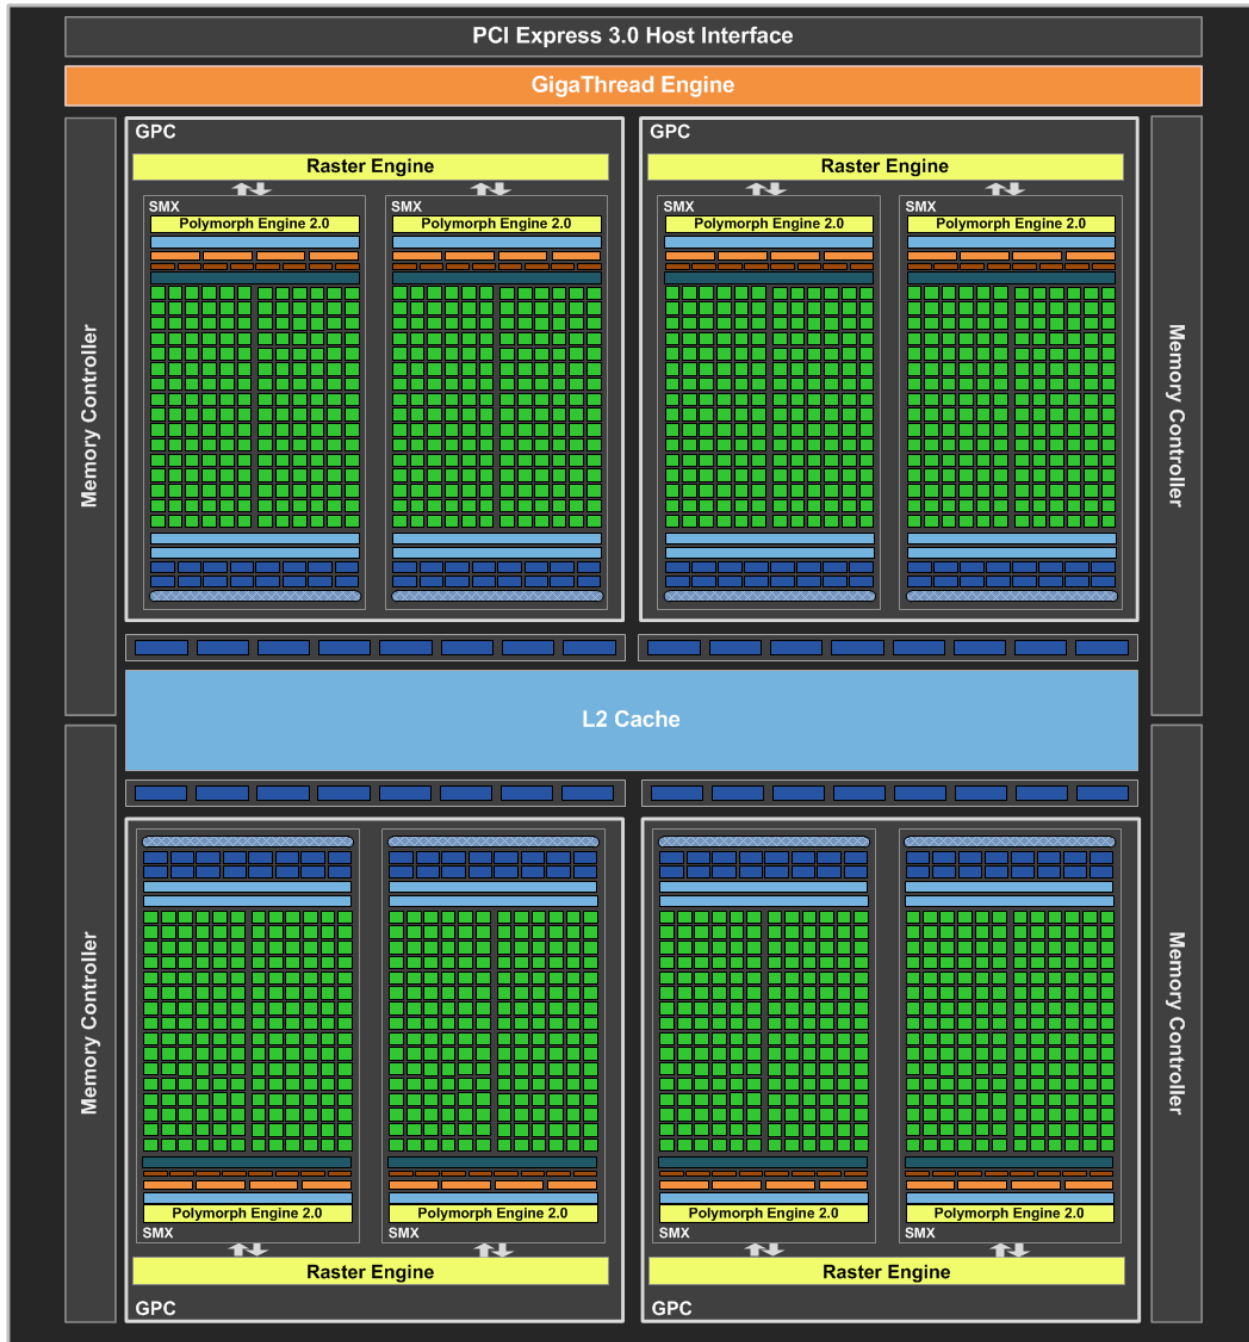 PCI Express 3.0 Host Interface
GigaThread Engine
Memory Controller
GPC
Raster Engine
SMX
Polymorph Engine 2.0
SMX
Polymorph Engine 2.0
GPC
Raster Engine
SMX
Polymorph Engine 2.0
SMX
Polymorph Engine 2.0
Memory Controller
L2 Cache
Memory Controller
Polymorph Engine 2.0
SMX
Polymorph Engine 2.0
SMX
Raster Engine
GPC
Polymorph Engine 2.0
SMX
Polymorph Engine 2.0
SMX
Raster Engine
GPC
Memory Controller